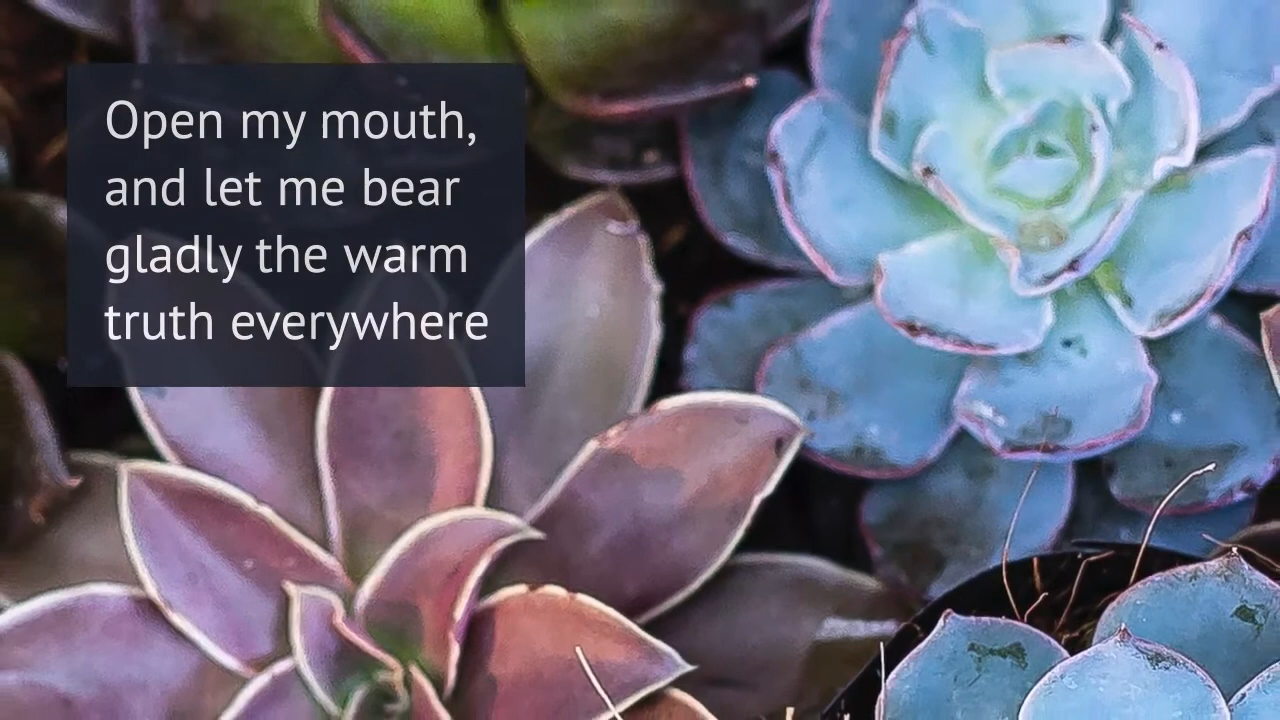 Open my mouth,
and let me bear
gladly the warm
truth everywhere